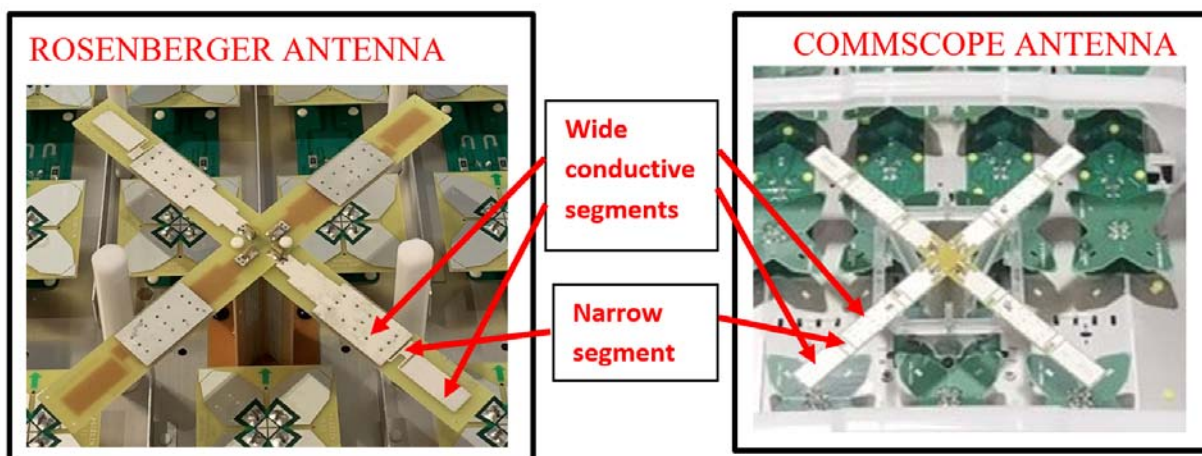 ROSENBERGER ANTENNA
COMMSCOPE ANTENNA
Wide
conductive
segments
Narrow
segment